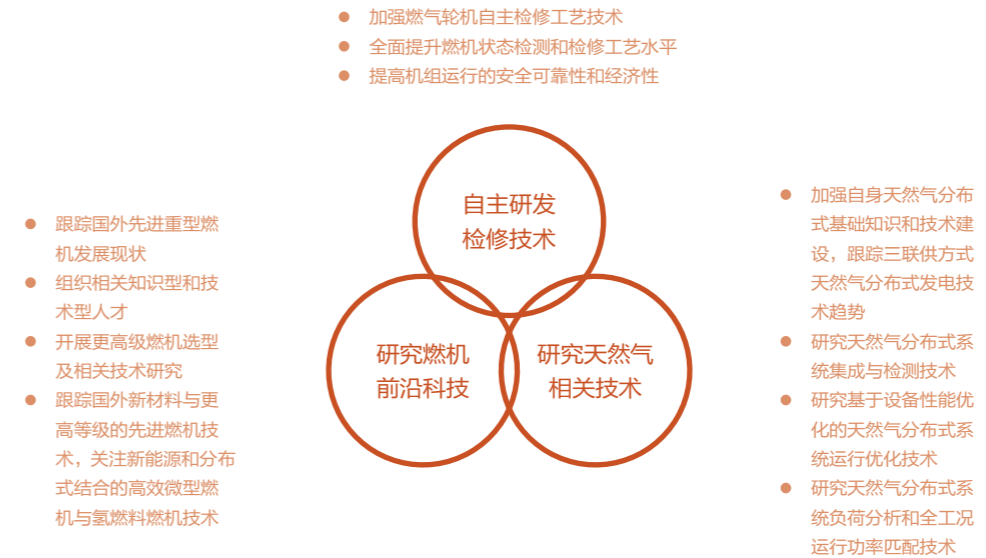 加强燃气轮机自主检修工艺技术
全面提升燃机状态检测和检修工艺水平
提高机组运行的安全可靠性和经济性
自主研发
检修技术
研究燃机
前沿科技
研究天然气
相关技术
跟踪国外先进重型燃
机发展现状
组织相关知识型和技
术型人才
开展更高级燃机选型
及相关技术研究
跟踪国外新材料与更
高等级的先进燃机技
术，关注新能源和分布
式结合的高效微型燃
机与氢燃料燃机技术
加强自身天然气分布
式基础知识和技术建
设，跟踪三联供方式
天然气分布式发电技
术趋势
研究天然气分布式系
统集成与检测技术
研究基于设备性能优
化的天然气分布式系
统运行优化技术
研究天然气分布式系
统负荷分析和全工况
运行功率匹配技术